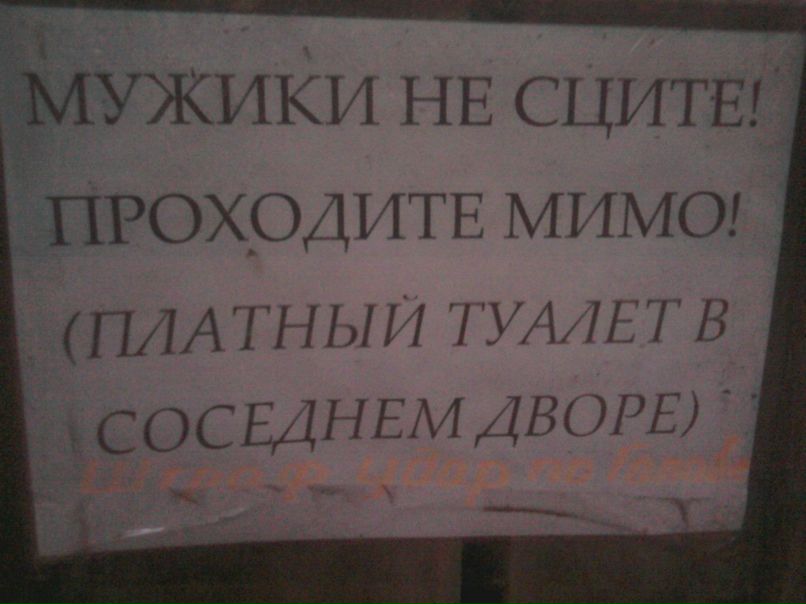 МУЖИКИ НЕ СЦИТЕ!
ПРОХОДИТЕ МИМО!
(ПЛАТНЫЙ ТУАЛЕТ В
СОСЕДНЕМ ДВОРЕ)
Штраф удар по голове